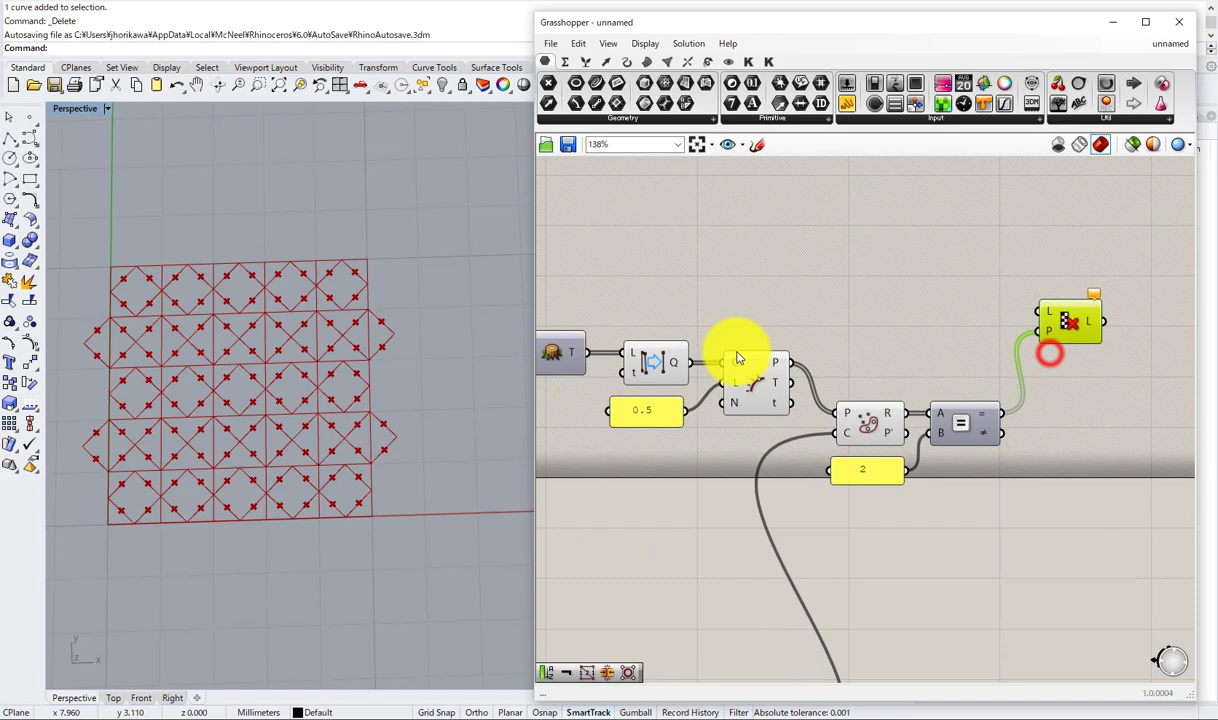 1 curve added to selection.
Command: _Delete
Autosaving file as C:¥Users¥jhorikawa¥AppData¥Local¥McNeel¥Rhinoceros¥6.0¥AutoSave¥RhinoAutosave.3dm
Command:
Standard CPlanes Set View Display Select Viewport Layout Visibility Transform Curve Tools Surface Tools
Perspective
y
z x
Perspective Top Front Right
CPlane x 7.960 y 3.110 z 0.000 Millimeters Default Grid Snap Ortho Planar Osnap SmartTrack Gumball Record History Filter Absolute tolerance: 0.001
Grasshopper - unnamed
File Edit View Display Solution Help unnamed
Geometry Primitive Input Util
138%
T L t Q
0.5
L N P T t
P C R P'
2
A B = ≠
L P L
... 1.0.0004